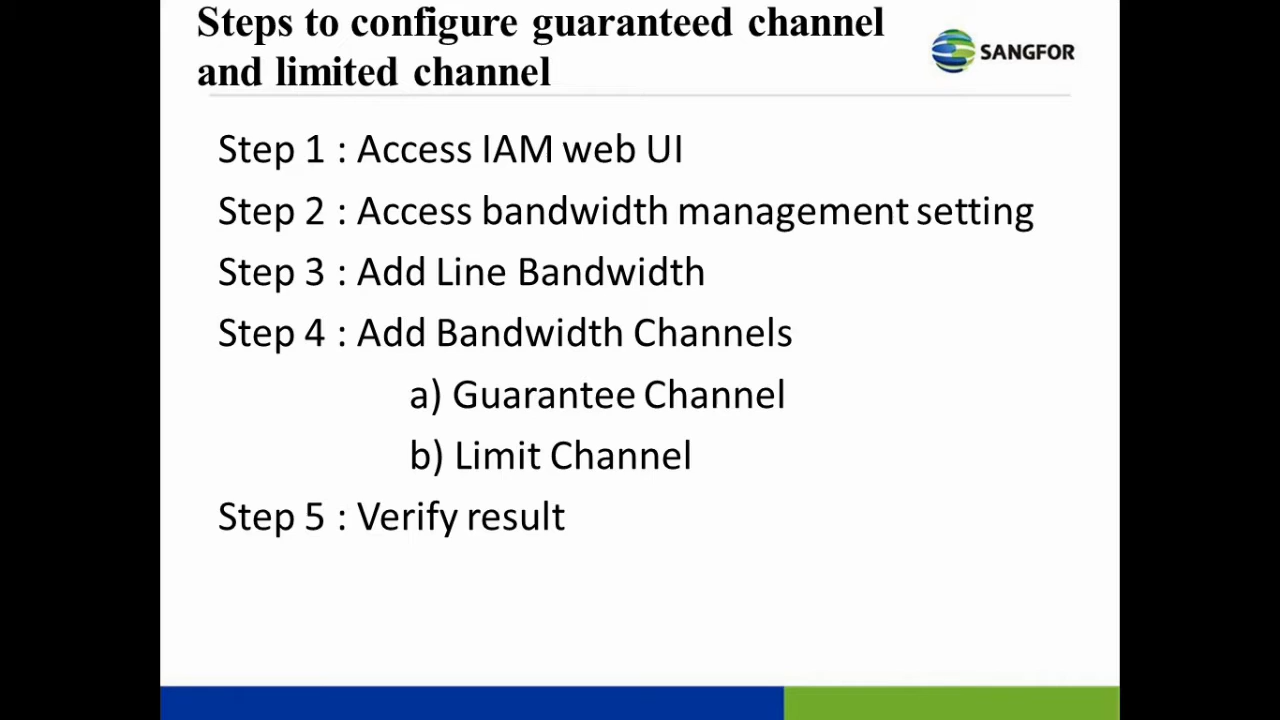 Steps to configure guaranteed channel
and limited channel
SANGFOR
Step 1 : Access IAM web UI
Step 2 : Access bandwidth management setting
Step 3 : Add Line Bandwidth
Step 4 : Add Bandwidth Channels
a) Guarantee Channel
b) Limit Channel
Step 5 : Verify result